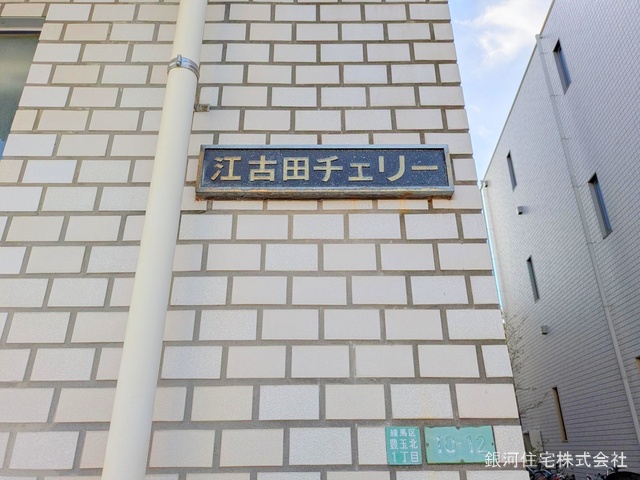 江古田チェリー
練馬区
豊玉北
1丁目
10-12
銀河住宅株式会社